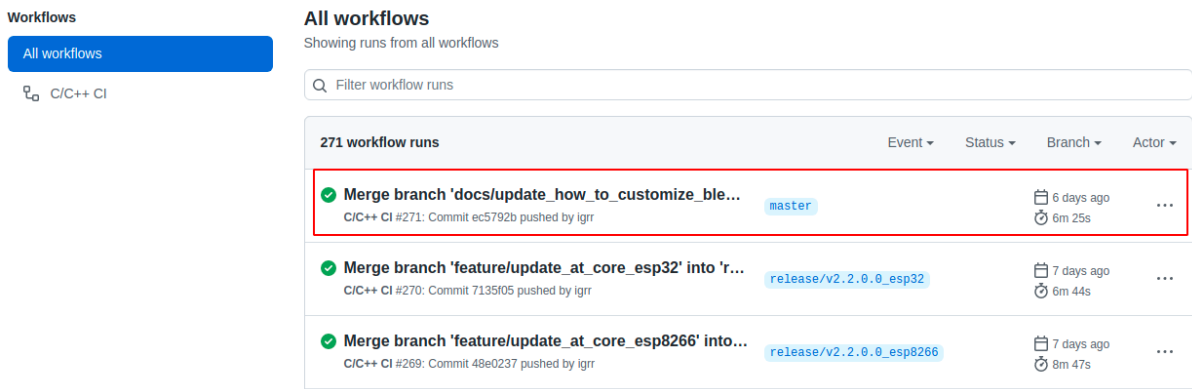 Workflows
All workflows
C/C++ CI
All workflows
Showing runs from all workflows
Filter workflow runs
271 workflow runs Event Status Branch Actor
Merge branch 'docs/update_how_to_customize_ble...
C/C++ CI #271: Commit ec5792b pushed by igrr
master
6 days ago
6m 25s
Merge branch 'feature/update_at_core_esp32' into 'r...
C/C++ CI #270: Commit 7135f05 pushed by igrr
release/v2.2.0.0_esp32
7 days ago
6m 44s
Merge branch 'feature/update_at_core_esp8266' into...
C/C++ CI #269: Commit 48e0237 pushed by igrr
release/v2.2.0.0_esp8266
7 days ago
8m 47s